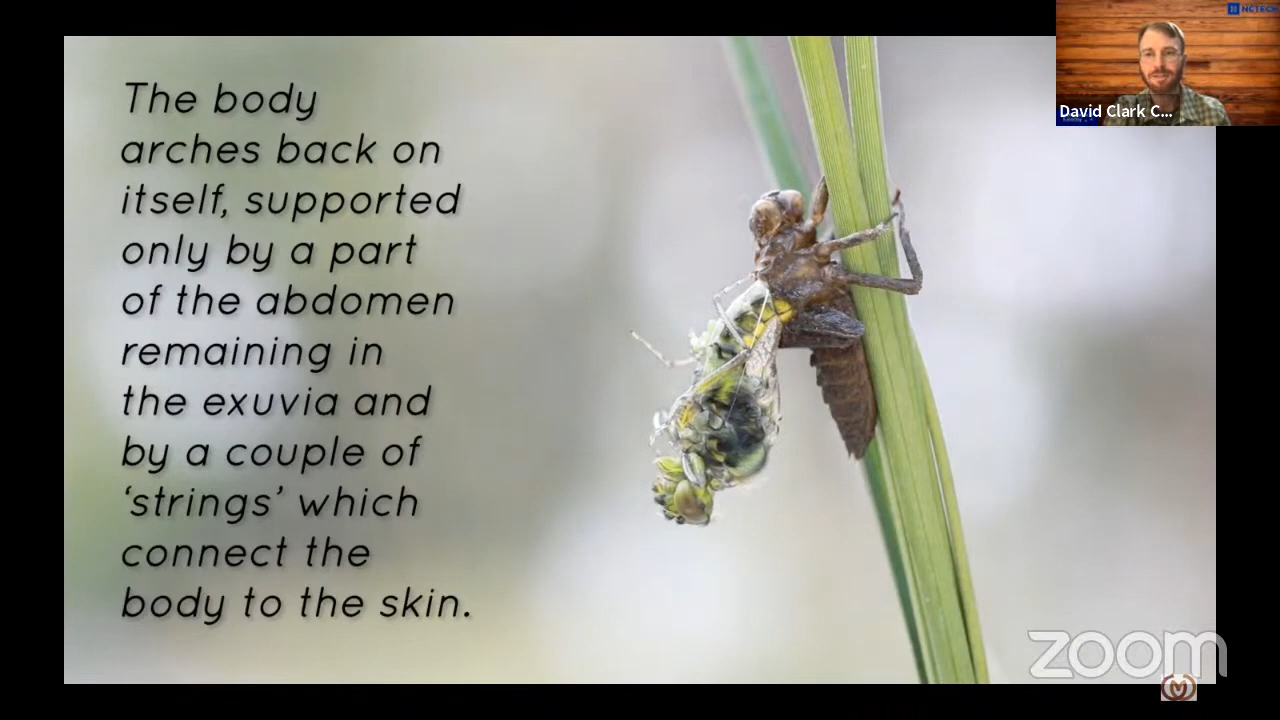 The body
arches back on
itself, supported
only by a part
of the abdomen
remaining in
the exuvia and
by a couple of
‘strings’ which
connect the
body to the skin.
NCTECH
David Clark C...
zoom